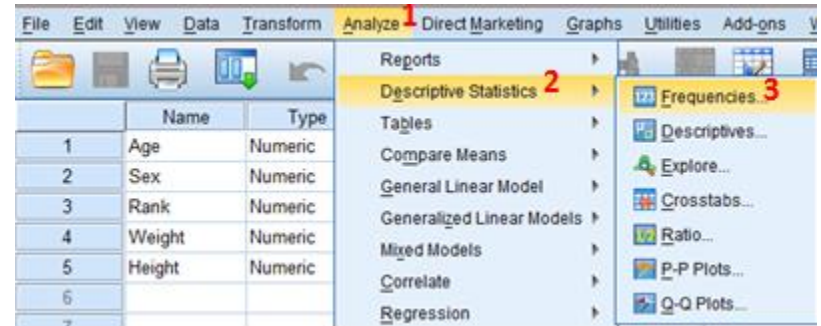 File Edit View Data Transform Analyze 1 Direct Marketing Graphs Utilities Add-ons
Reports
Descriptive Statistics 2
Frequencies... 3
Name Type
Tables
Descriptives...
1 Age Numeric
Compare Means
Explore...
2 Sex Numeric
General Linear Model
Crosstabs...
3 Rank Numeric
Generalized Linear Models
Ratio...
4 Weight Numeric
Mixed Models
P-P Plots...
5 Height Numeric
Correlate
Q-Q Plots...
6
Regression